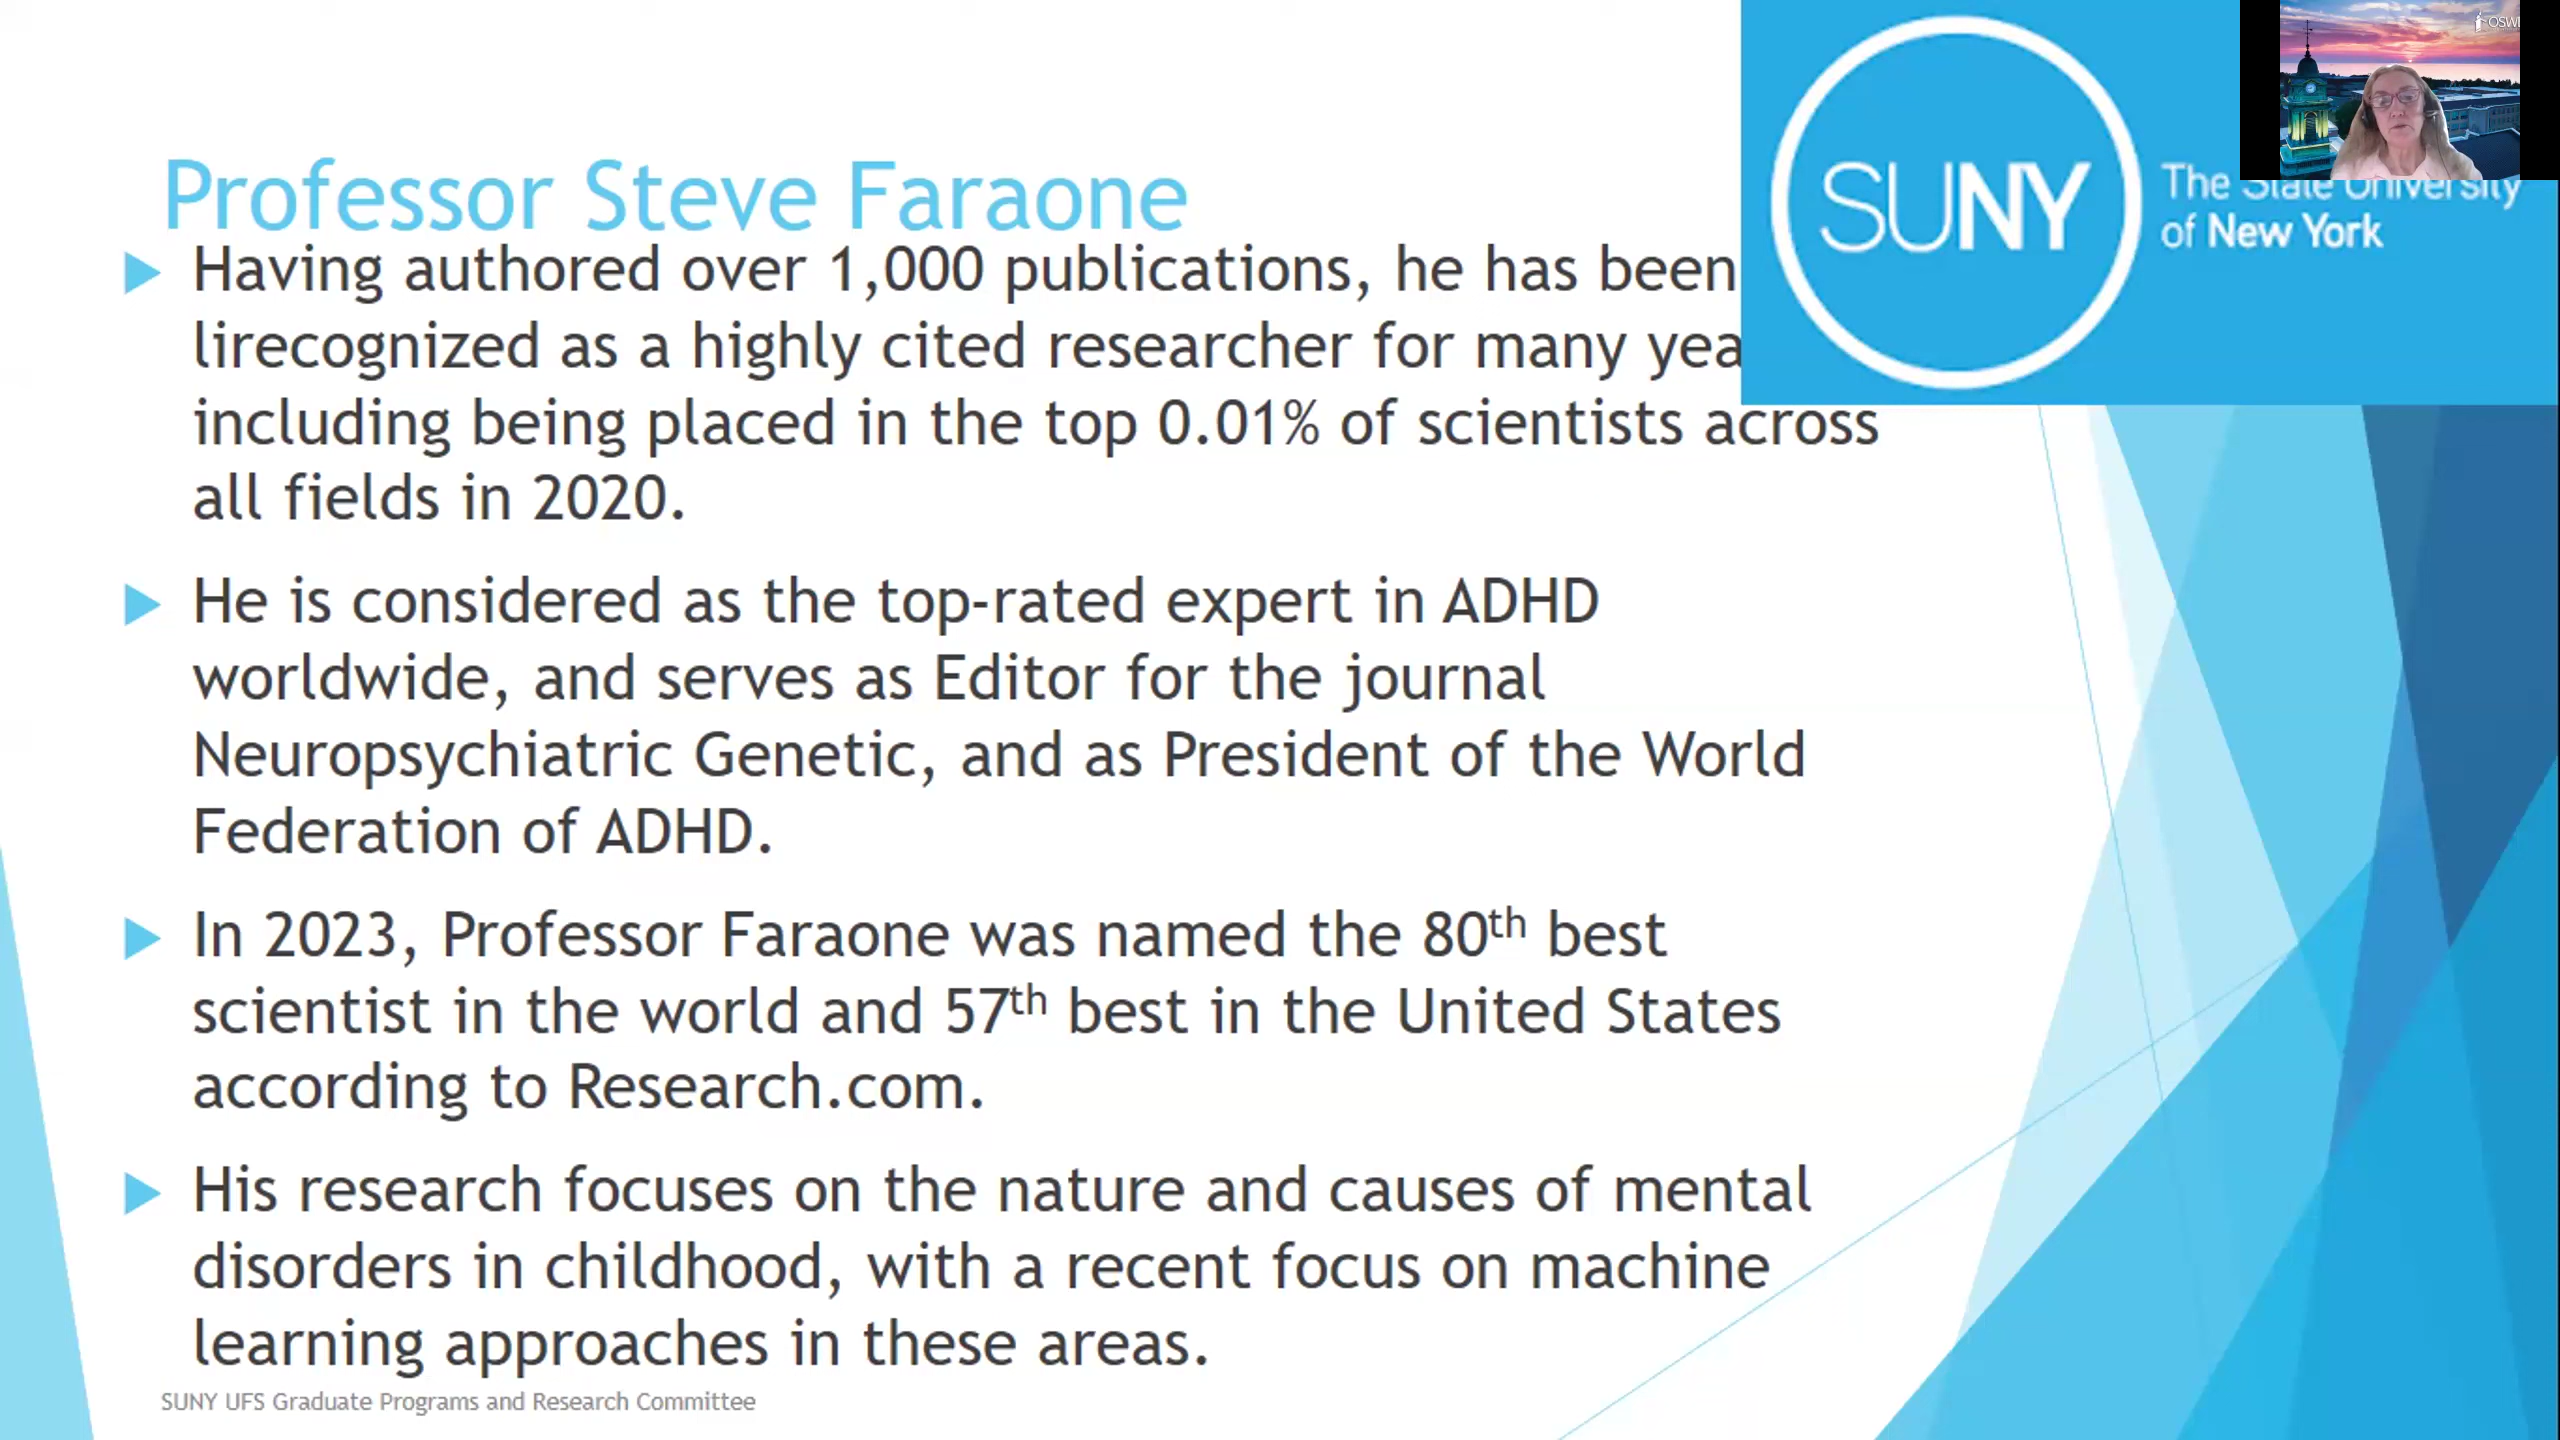 Professor Steve Faraone
Having authored over 1,000 publications, he has been
lirecognized as a highly cited researcher for many yea
including being placed in the top 0.01% of scientists across
all fields in 2020.
He is considered as the top-rated expert in ADHD
worldwide, and serves as Editor for the journal
Neuropsychiatric Genetic, and as President of the World
Federation of ADHD.
In 2023, Professor Faraone was named the 80th best
scientist in the world and 57th best in the United States
according to Research.com.
His research focuses on the nature and causes of mental
disorders in childhood, with a recent focus on machine
learning approaches in these areas.
SUNY UFS Graduate Programs and Research Committee
SUNY
The State University
of New York
OSW